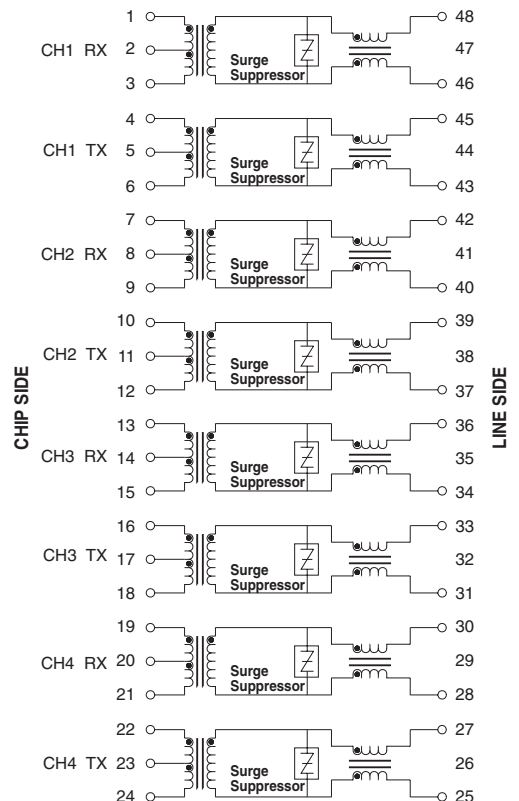 1 48
CH1 RX 2 47
3 Surge Suppressor 46
4 45
CH1 TX 5 44
6 Surge Suppressor 43
7 42
CH2 RX 8 41
9 Surge Suppressor 40
10 39
CH2 TX 11 38
12 Surge Suppressor 37
13 36
CH3 RX 14 35
15 Surge Suppressor 34
16 33
CH3 TX 17 32
18 Surge Suppressor 31
19 30
CH4 RX 20 29
21 Surge Suppressor 28
22 27
CH4 TX 23 26
24 Surge Suppressor 25
CHIP SIDE
LINE SIDE